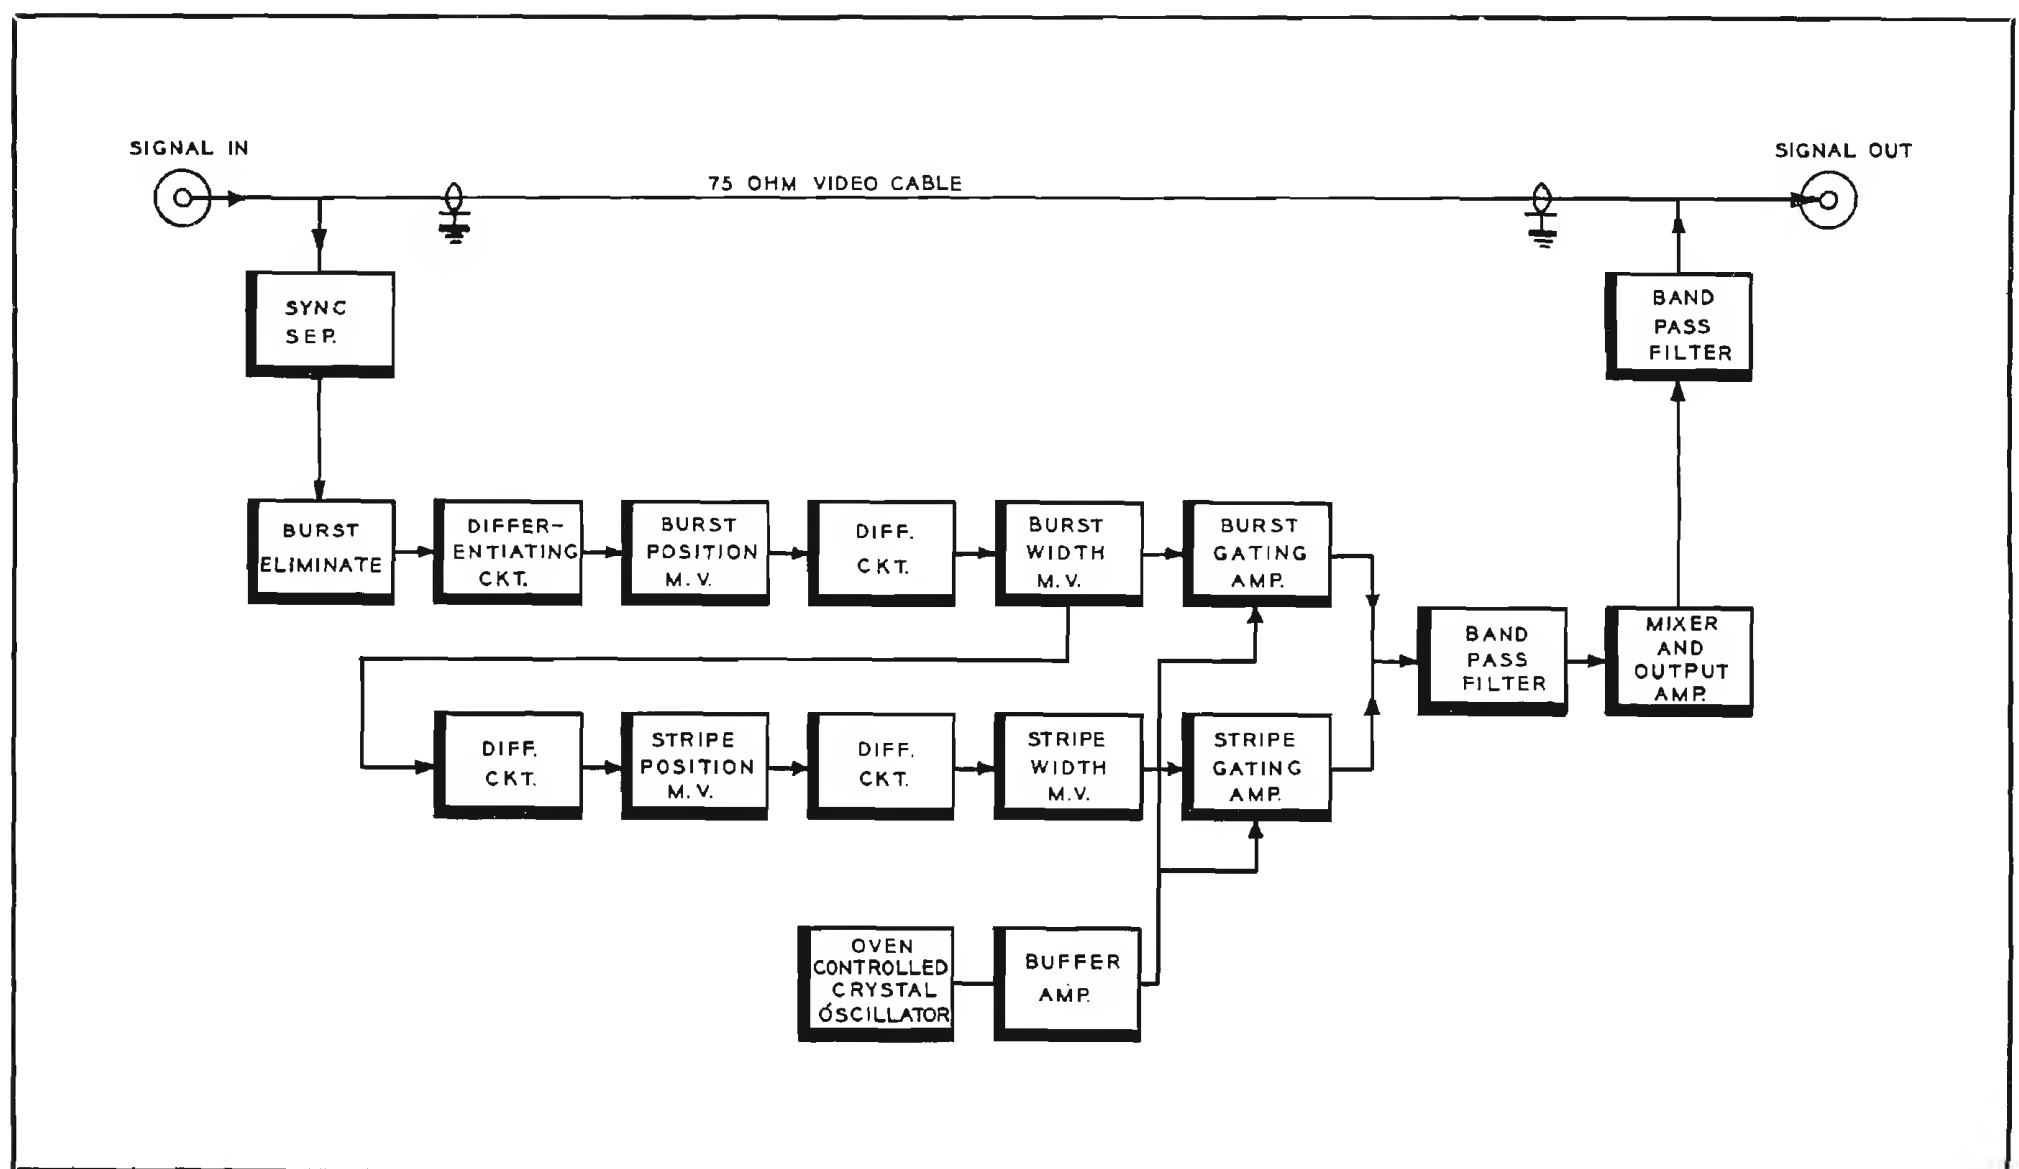 SIGNAL IN
SIGNAL OUT
75 OHM VIDEO CABLE
SYNC
SEP.
BAND
PASS
FILTER
BURST
ELIMINATE
DIFFER-
ENTIATING
CKT.
BURST
POSITION
M.V.
DIFF.
CKT.
BURST
WIDTH
M.V.
BURST
GATING
AMP.
BAND
PASS
FILTER
MIXER
AND
OUTPUT
AMP.
DIFF.
CKT.
STRIPE
POSITION
M.V.
DIFF.
CKT.
STRIPE
WIDTH
M.V.
STRIPE
GATING
AMP.
OVEN
CONTROLLED
CRYSTAL
OSCILLATOR
BUFFER
AMP.